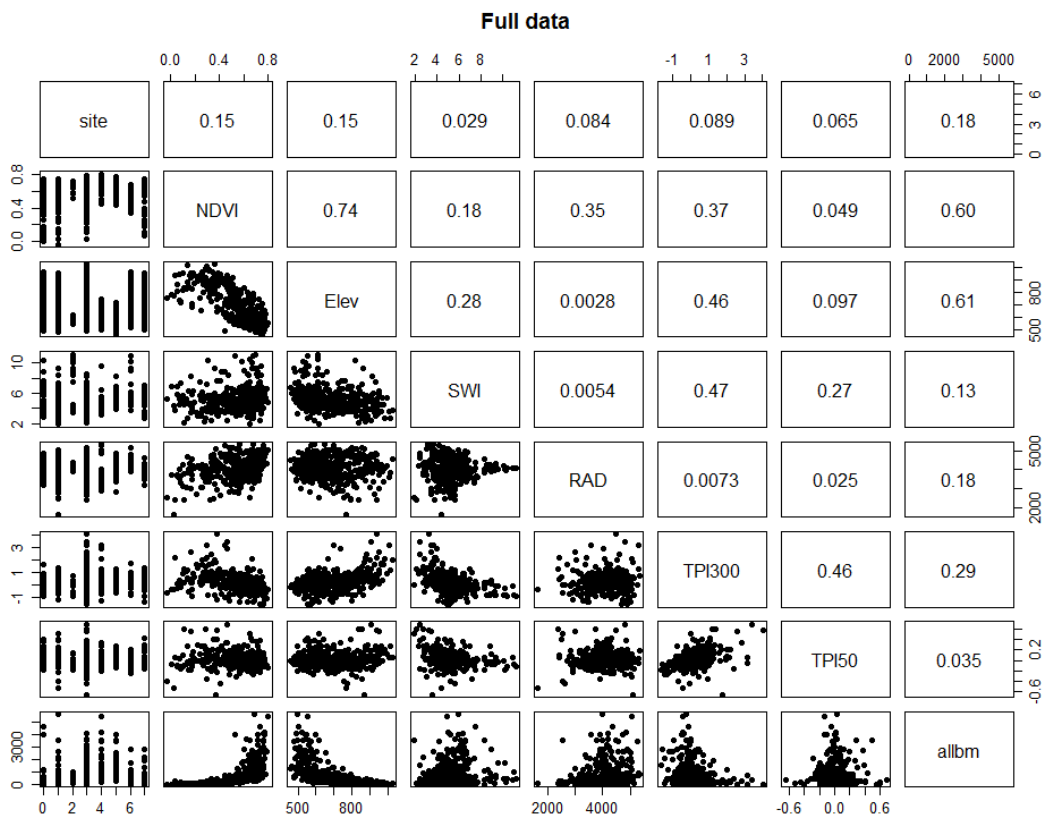 Full data
0.0 0.4 0.8 2 4 6 8 -1 1 3 0 2000 5000
site 0.15 0.15 0.029 0.084 0.089 0.065 0.18 0 3 6
0.0 0.4 0.8 NDVI 0.74 0.18 0.35 0.37 0.049 0.60
Elev 0.28 0.0028 0.46 0.097 0.61 500 800
2 6 10 SWI 0.0054 0.47 0.27 0.13
RAD 0.0073 0.025 0.18 2000 5000
-1 1 3 TPI300 0.46 0.29
TPI50 0.035 -0.6 0.2
0 3000 allbm
0 2 4 6 500 800 2000 4000 -0.6 0.0 0.6